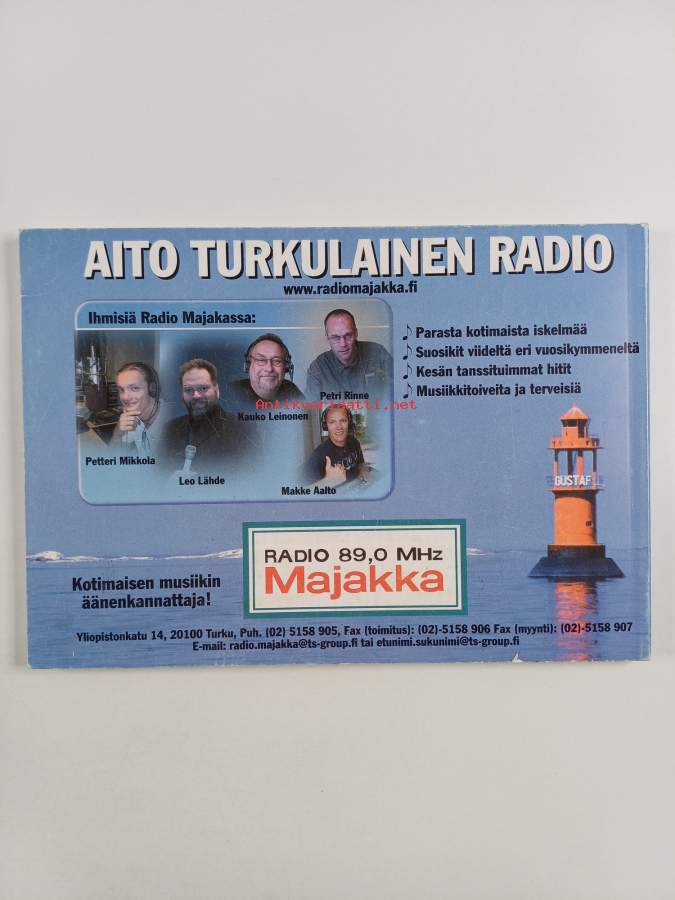 AITO TURKULAINEN RADIO
www.radiomajakka.fi
Ihmisiä Radio Majakassa:
Petri Rinne
Kauko Leinonen
Petteri Mikkola
Leo Lähde
Makke Aalto
Parasta kotimaista iskelmää
Suosikit viideltä eri vuosikymmeneltä
Kesän tanssituimmat hitit
Musiikkitoiveita ja terveisiä
Antikvariaatti.net
GUSTAF
RADIO 89,0 MHz
Majakka
Kotimaisen musiikin
äänenkannattaja!
Yliopistonkatu 14, 20100 Turku, Puh. (02) 5158 905, Fax (toimitus): (02)-5158 906 Fax (myynti): (02)-5158 907
E-mail: radio.majakka@ts-group.fi tai etunimi.sukunimi@ts-group.fi